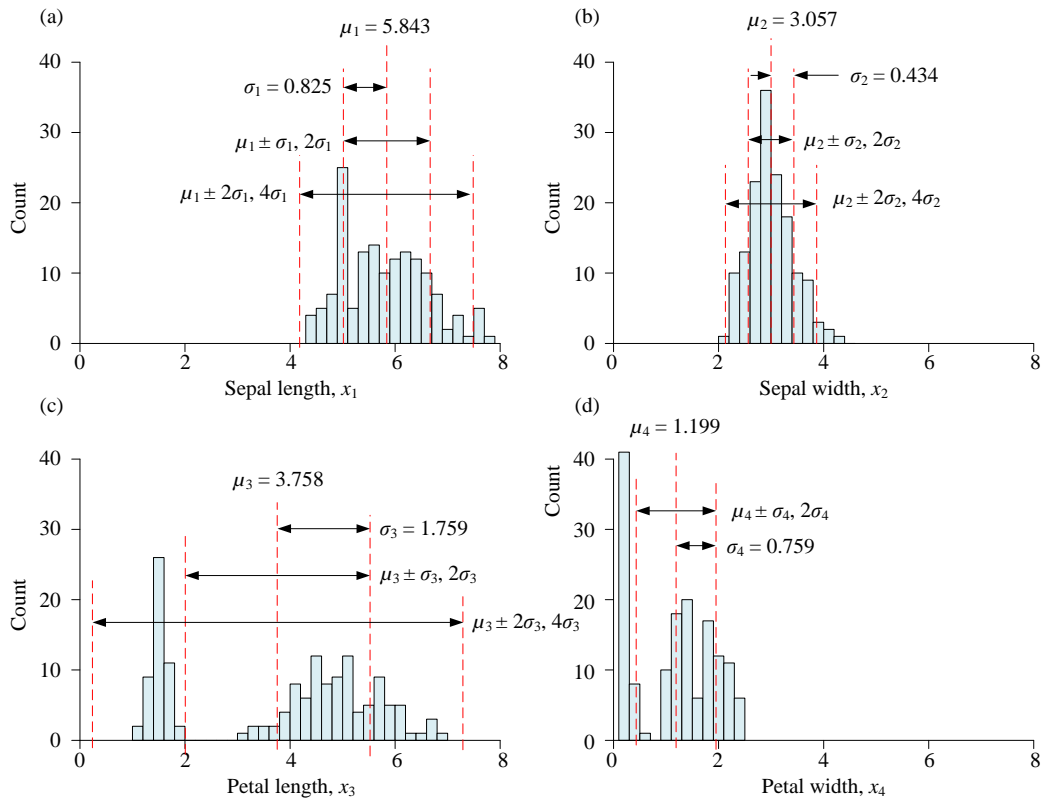 (a)
μ1 = 5.843
40
σ1 = 0.825
30
μ1 ± σ1, 2σ1
20
μ1 ± 2σ1, 4σ1
Count
10
0
0 2 4 6 8
Sepal length, x1
(b)
μ2 = 3.057
40
σ2 = 0.434
30
μ2 ± σ2, 2σ2
20
μ2 ± 2σ2, 4σ2
Count
10
0
0 2 4 6 8
Sepal width, x2
(c)
40
μ3 = 3.758
30
σ3 = 1.759
20
μ3 ± σ3, 2σ3
Count
μ3 ± 2σ3, 4σ3
10
0
0 2 4 6 8
Petal length, x3
(d)
μ4 = 1.199
40
Count
μ4 ± σ4, 2σ4
30
σ4 = 0.759
20
10
0
0 2 4 6 8
Petal width, x4